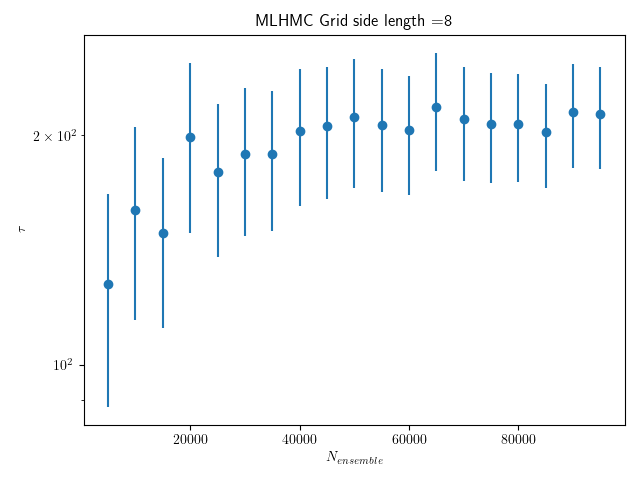 MLHMC Grid side length =8
2 × 10²
τ
10²
20000 40000 60000 80000
N_ensemble